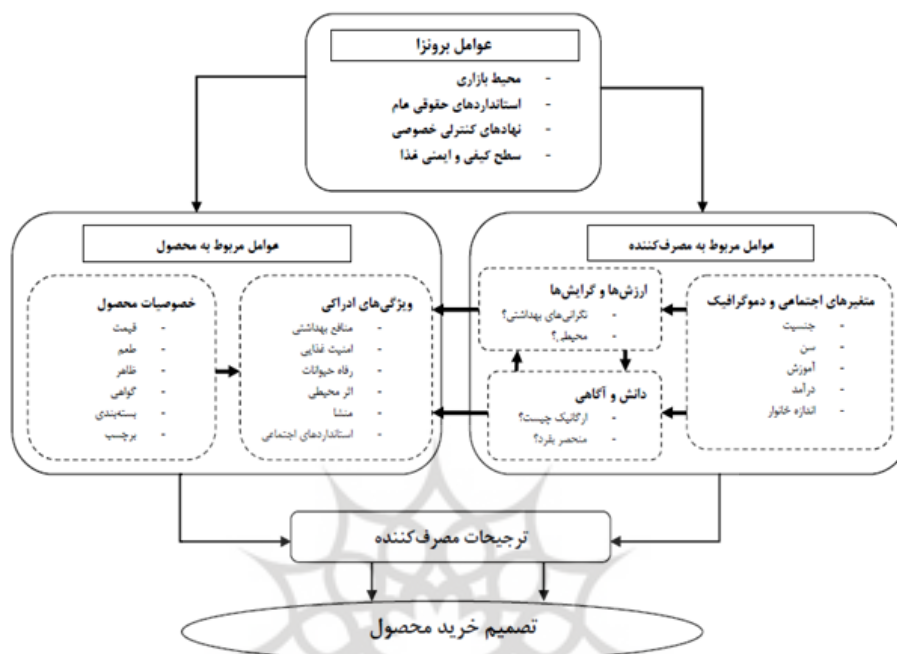 عوامل برونزا
- محیط بازاری
- استانداردهای حقوقی عام
- نهادهای کنترلی خصوصی
- سطح کیفی و ایمنی غذا
عوامل مربوط به مصرف‌کننده
متغیرهای اجتماعی و دموگرافیک
- جنسیت
- سن
- آموزش
- درآمد
- اندازه خانوار
ارزش‌ها و گرایش‌ها
- نگرانی‌های بهداشتی؟
- محیطی؟
دانش و آگاهی
- ارگانیک چیست؟
- منحصر بفرد؟
عوامل مربوط به محصول
ویژگی‌های ادراکی
- منافع بهداشتی
- امنیت غذایی
- رفاه حیوانات
- اثر محیطی
- منشا
- استانداردهای اجتماعی
خصوصیات محصول
- قیمت
- طعم
- ظاهر
- گواهی
- بسته‌بندی
- برچسب
ترجیحات مصرف‌کننده
تصمیم خرید محصول